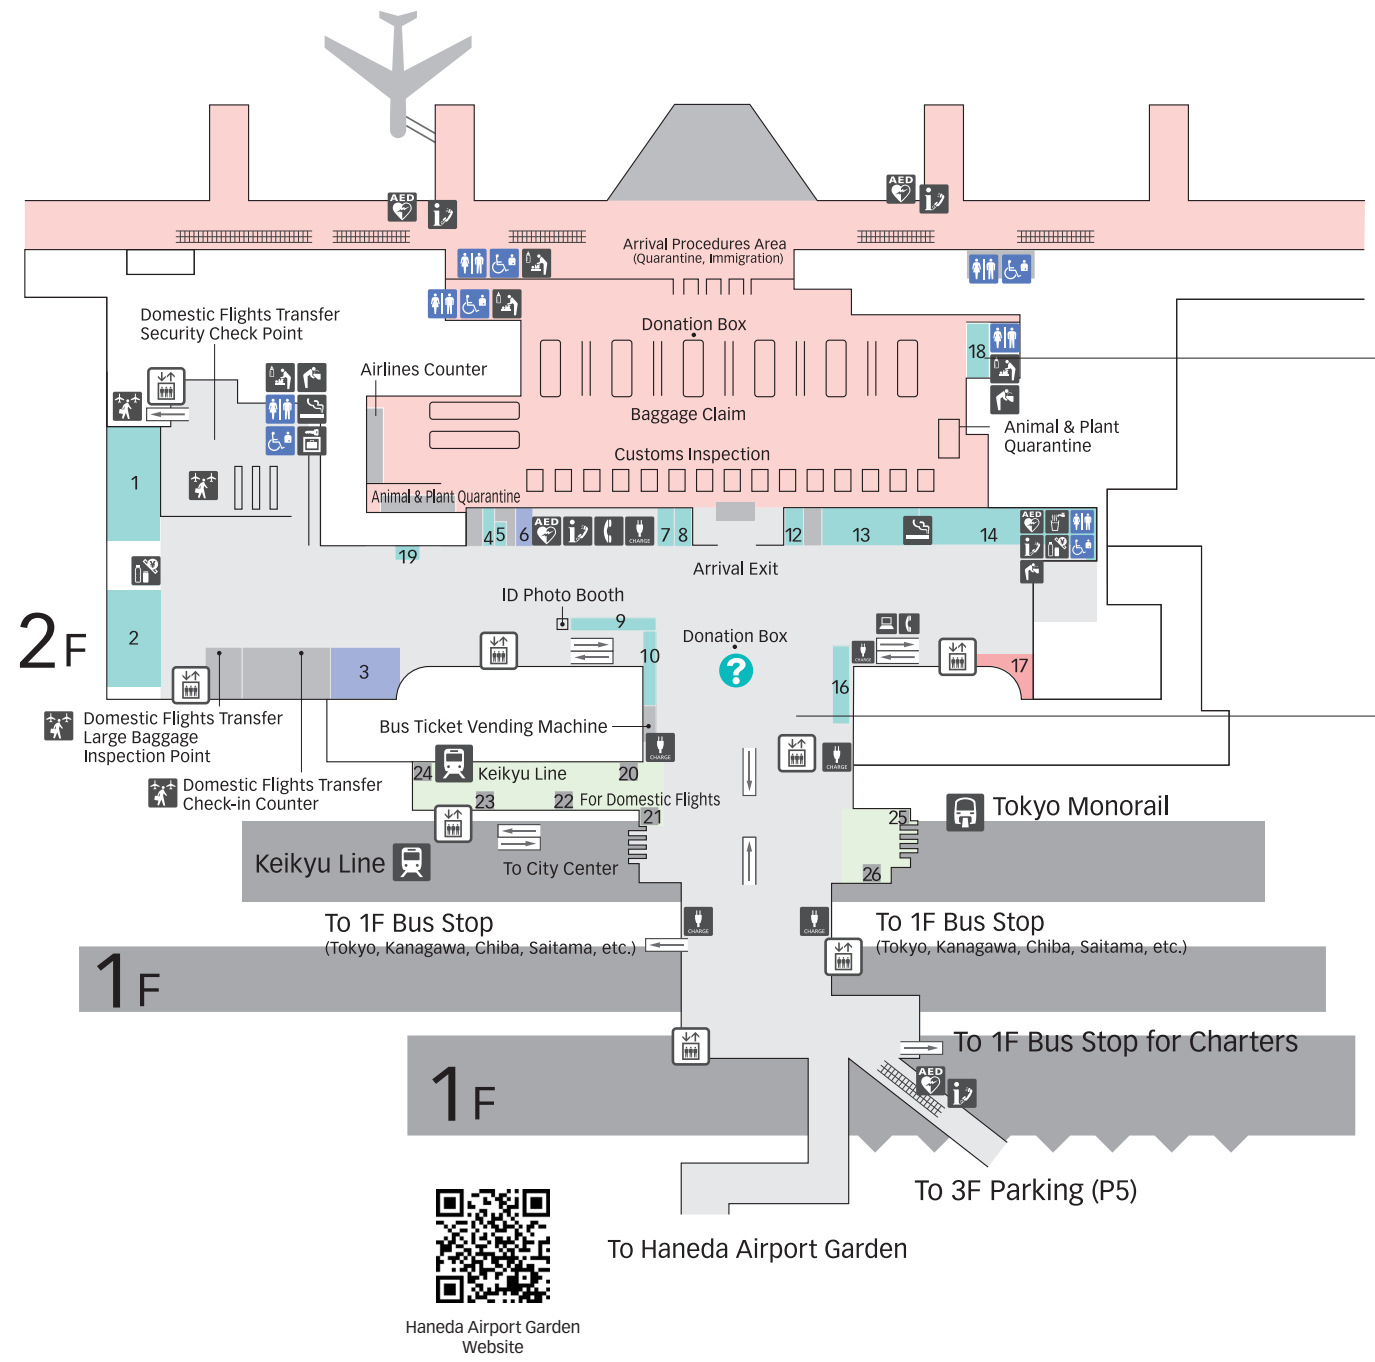 AED
AED
Arrival Procedures Area
(Quarantine, Immigration)
Domestic Flights Transfer
Security Check Point
Donation Box
18
Airlines Counter
Baggage Claim
Animal & Plant
Quarantine
Customs Inspection
1
Animal & Plant Quarantine
4
5
6
AED
CHARGE
7
8
12
13
14
AED
19
Arrival Exit
ID Photo Booth
9
2F
2
Donation Box
10
CHARGE
3
16
17
?
Domestic Flights Transfer
Large Baggage
Inspection Point
Bus Ticket Vending Machine
CHARGE
CHARGE
24
Keikyu Line
20
Domestic Flights Transfer
Check-in Counter
23
22
For Domestic Flights
21
25
Tokyo Monorail
Keikyu Line
To City Center
26
To 1F Bus Stop
(Tokyo, Kanagawa, Chiba, Saitama, etc.)
CHARGE
CHARGE
To 1F Bus Stop
(Tokyo, Kanagawa, Chiba, Saitama, etc.)
1F
To 1F Bus Stop for Charters
1F
AED
To 3F Parking (P5)
To Haneda Airport Garden
Haneda Airport Garden
Website